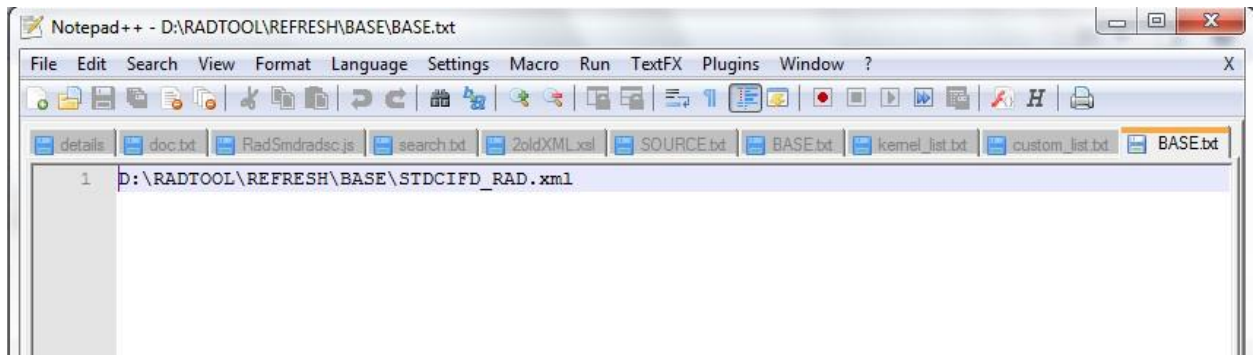 Notepad++ - D:\RADTOOL\REFRESH\BASE\BASE.txt
File Edit Search View Format Language Settings Macro Run TextFX Plugins Window ? X
details doc.txt RadSmdradsc.js search.txt 2oldXML.xsl SOURCE.txt BASE.txt kernel_list.txt custom_list.txt BASE.txt
1 D:\RADTOOL\REFRESH\BASE\STDCIFD_RAD.xml